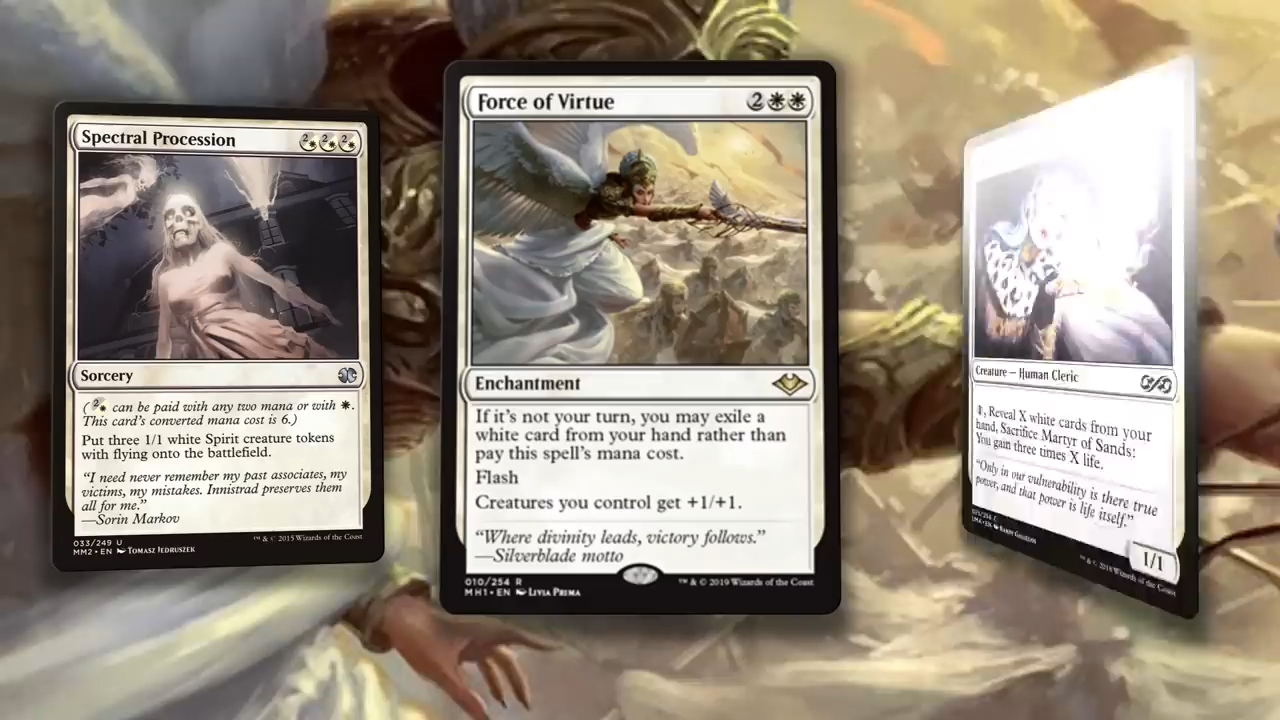 Spectral Procession
2 2 2
Sorcery
(2 can be paid with any two mana or with .
This card's converted mana cost is 6.)
Put three 1/1 white Spirit creature tokens
with flying onto the battlefield.
“I need never remember my past associates, my
victims, my mistakes. Innistrad preserves them
all for me.”
—Sorin Markov
033/249 U
MM2 • EN Tomasz Jedruszek
™ & © 2015 Wizards of the Coast
Force of Virtue
2
Enchantment
If it's not your turn, you may exile a
white card from your hand rather than
pay this spell's mana cost.
Flash
Creatures you control get +1/+1.
“Where divinity leads, victory follows.”
—Silverblade motto
010/254 R
MH1 • EN Livia Prima
™ & © 2019 Wizards of the Coast
Creature — Human Cleric
, Reveal X white cards from your
hand, Sacrifice Martyr of Sands:
You gain three times X life.
“Only in our vulnerability is there true
power, and that power is life itself.”
1/1
™ & © 2018 Wizards of the Coast